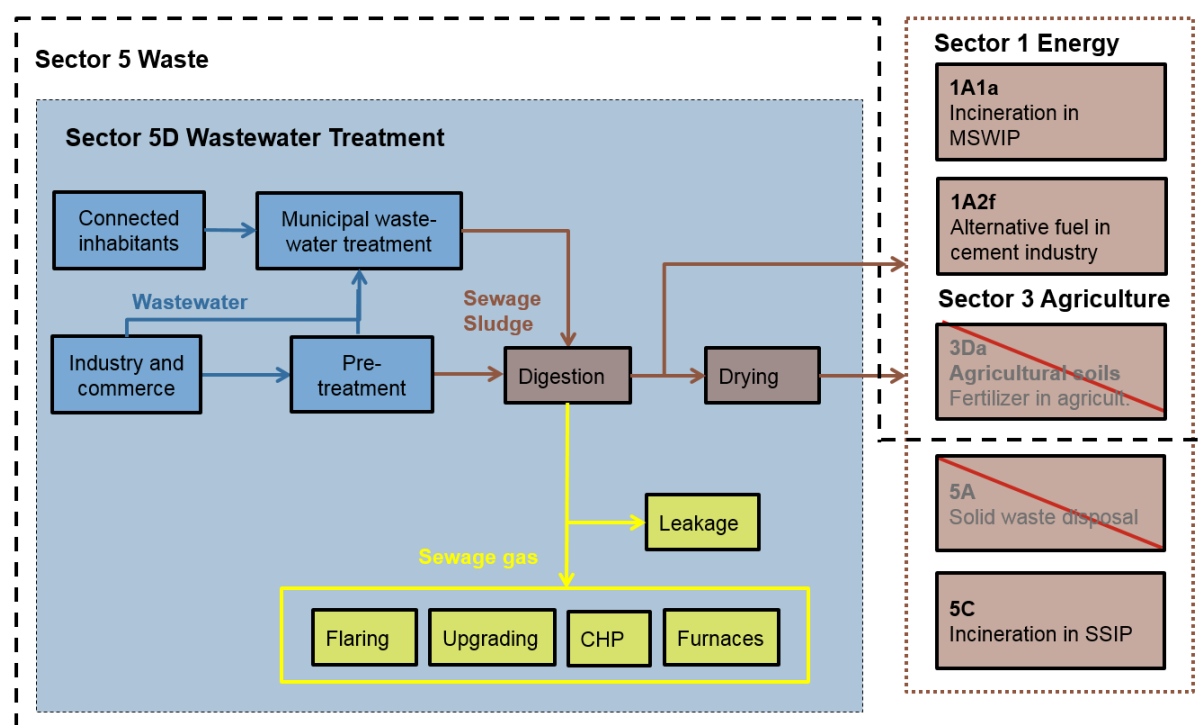 Sector 5 Waste
Sector 5D Wastewater Treatment
Connected
inhabitants
Municipal waste-
water treatment
Wastewater
Industry and
commerce
Pre-
treatment
Sewage
Sludge
Digestion
Drying
Leakage
Sewage gas
Flaring
Upgrading
CHP
Furnaces
Sector 1 Energy
1A1a
Incineration in
MSWIP
1A2f
Alternative fuel in
cement industry
Sector 3 Agriculture
3Da
Agricultural soils
Fertilizer in agricult.
5A
Solid waste disposal
5C
Incineration in SSIP